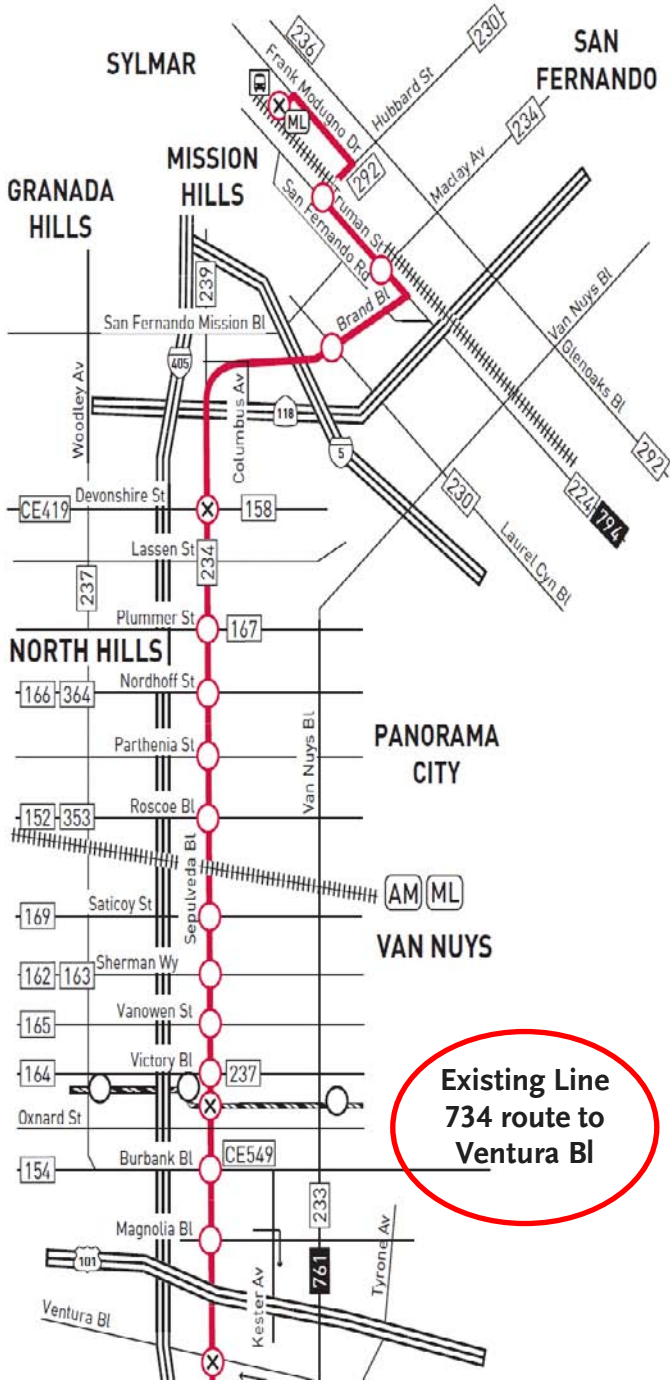 236
230
SAN
FERNANDO
SYLMAR
Frank Modugno Dr
Hubbard St
ML
234
MISSION
HILLS
292
Maclay Av
GRANADA
HILLS
Truman St
San Fernando Rd
239
Brand Bl
Van Nuys Bl
San Fernando Mission Bl
Glenoaks Bl
405
Woodley Av
Columbus Av
118
5
292
230
224
794
CE419
Devonshire St
158
Laurel Cyn Bl
Lassen St
234
237
Plummer St
167
NORTH HILLS
166
364
Nordhoff St
Van Nuys Bl
PANORAMA
CITY
Parthenia St
152
353
Roscoe Bl
Sepulveda Bl
AM
ML
169
Saticoy St
VAN NUYS
162
163
Sherman Wy
165
Vanowen St
164
Victory Bl
237
Existing Line
734 route to
Ventura Bl
Oxnard St
154
Burbank Bl
CE549
233
Magnolia Bl
Tyrone Av
101
Kester Av
761
Ventura Bl